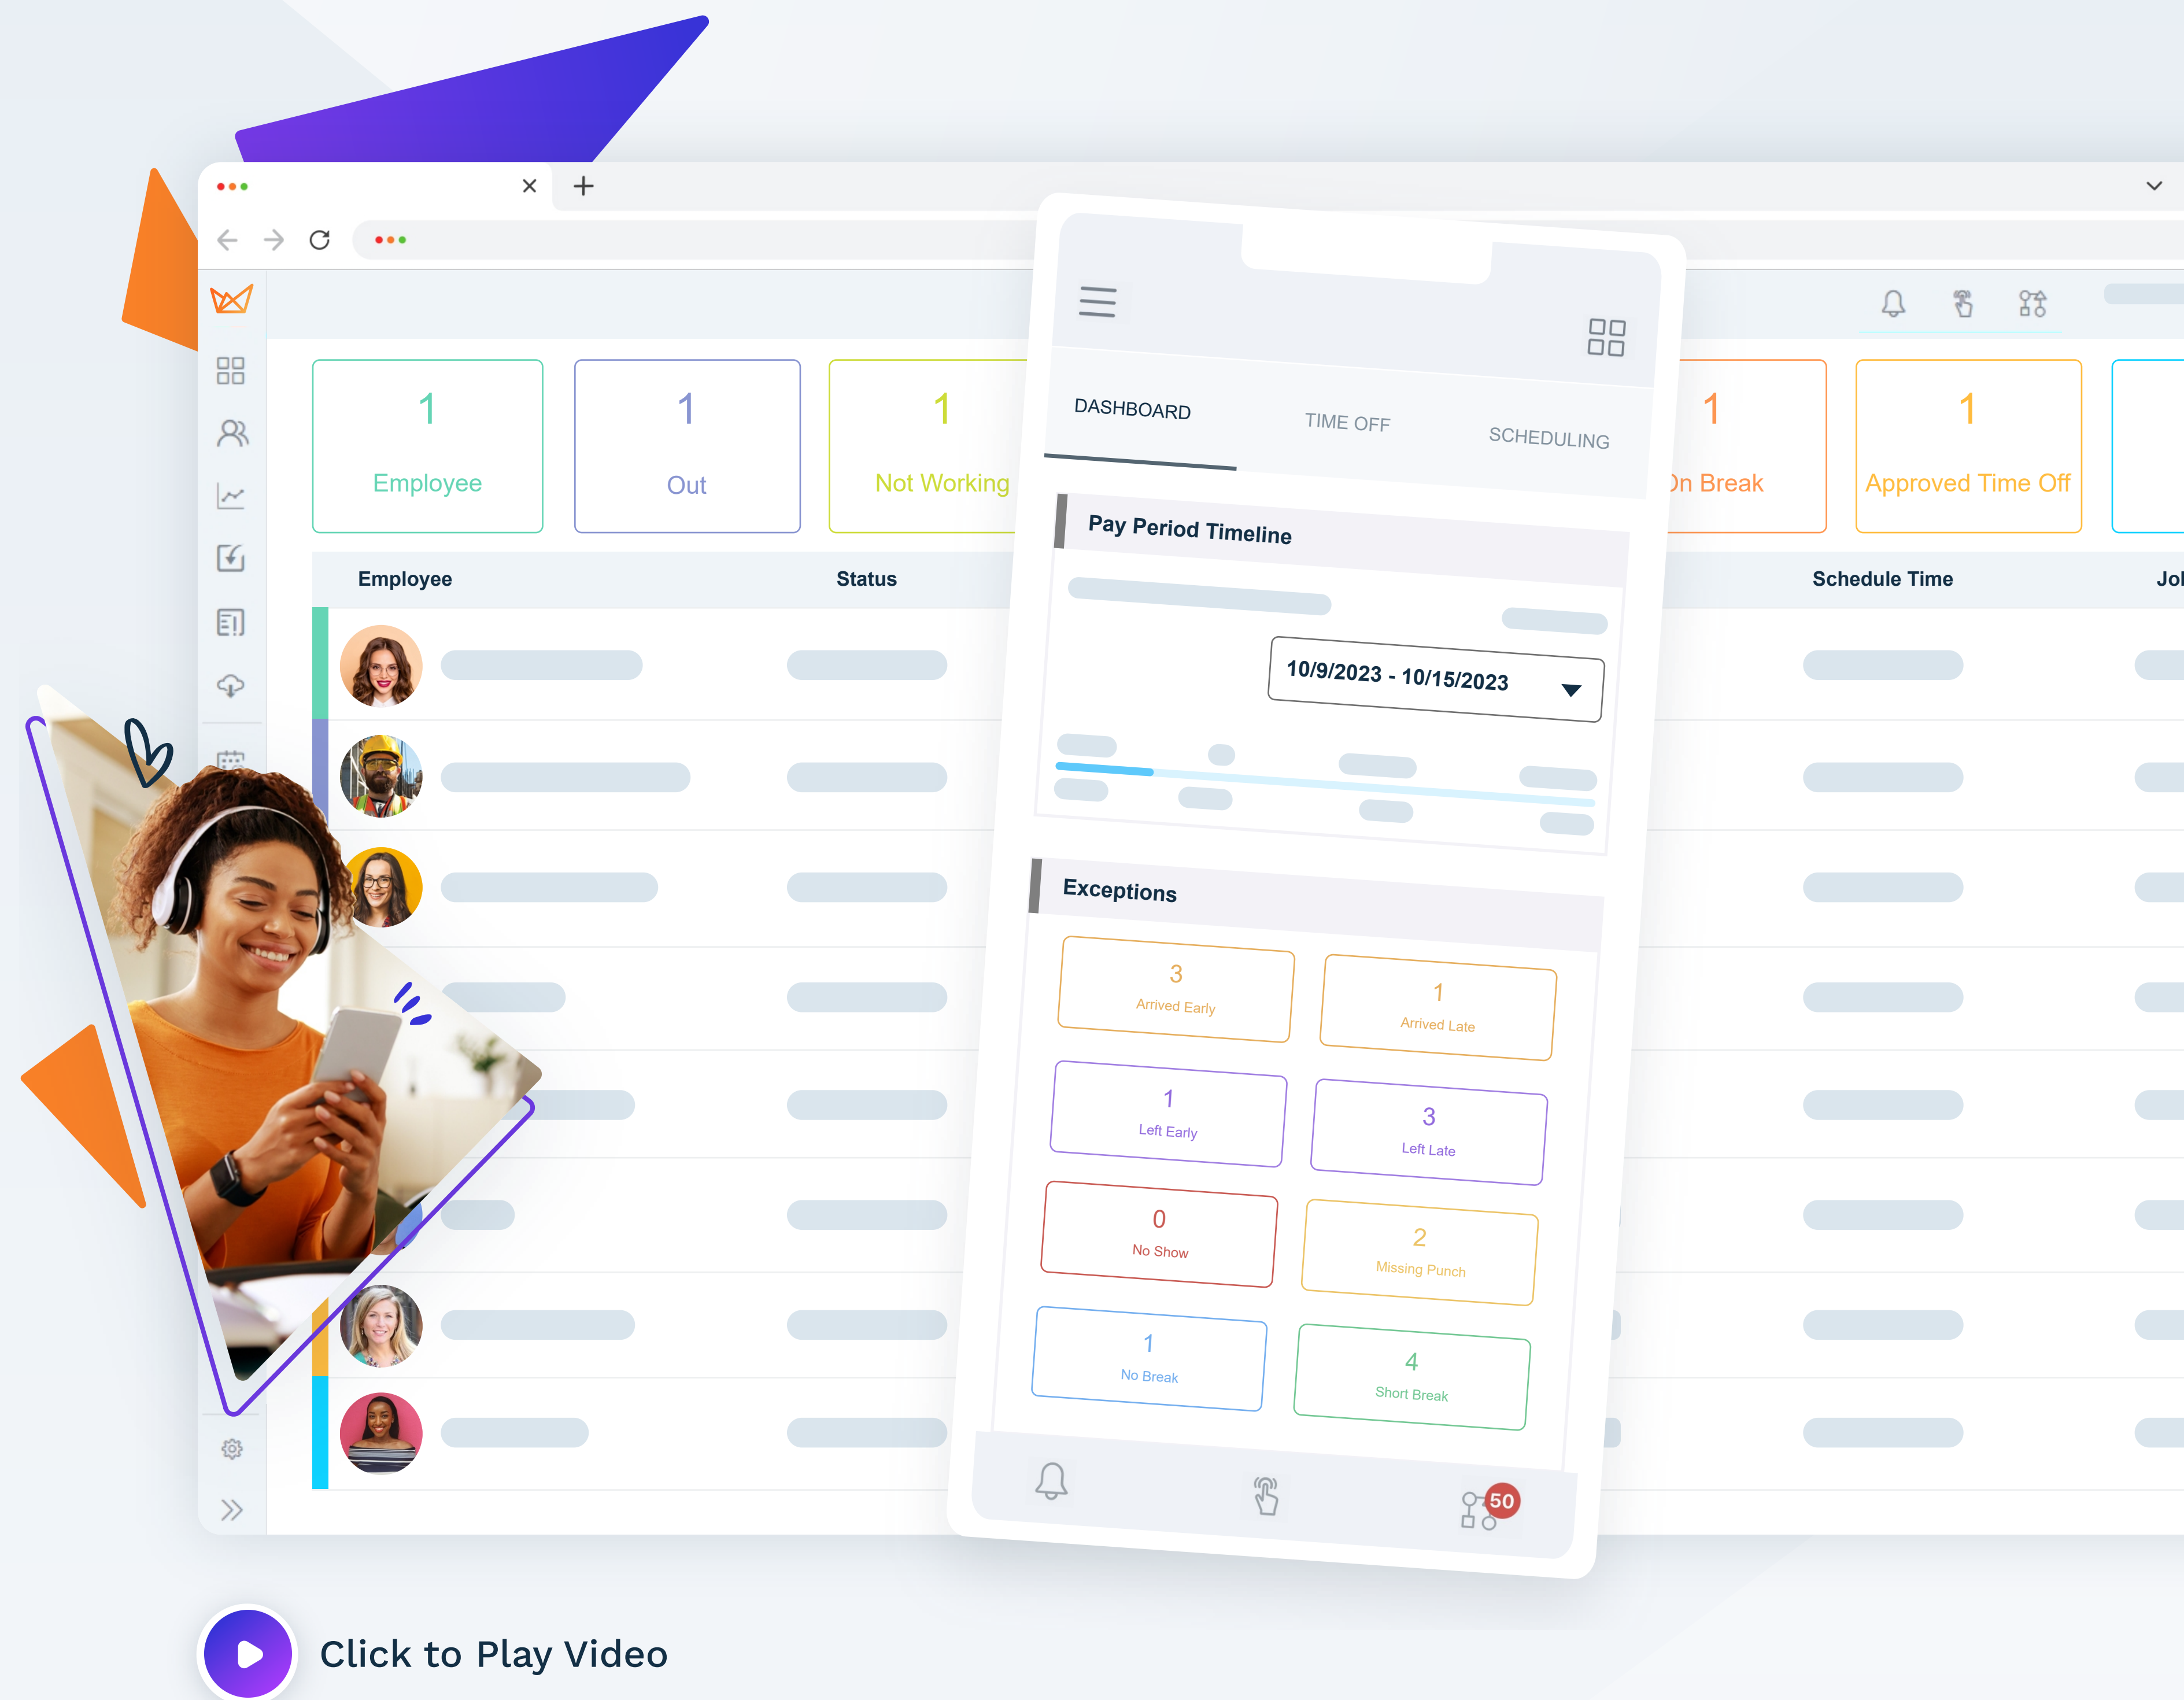 1
Employee
1
Out
1
Not Working
1
On Break
1
Approved Time Off
Employee
Status
Schedule Time
DASHBOARD
TIME OFF
SCHEDULING
Pay Period Timeline
10/9/2023 - 10/15/2023
Exceptions
3
Arrived Early
1
Arrived Late
1
Left Early
3
Left Late
0
No Show
2
Missing Punch
1
No Break
4
Short Break
50
Click to Play Video